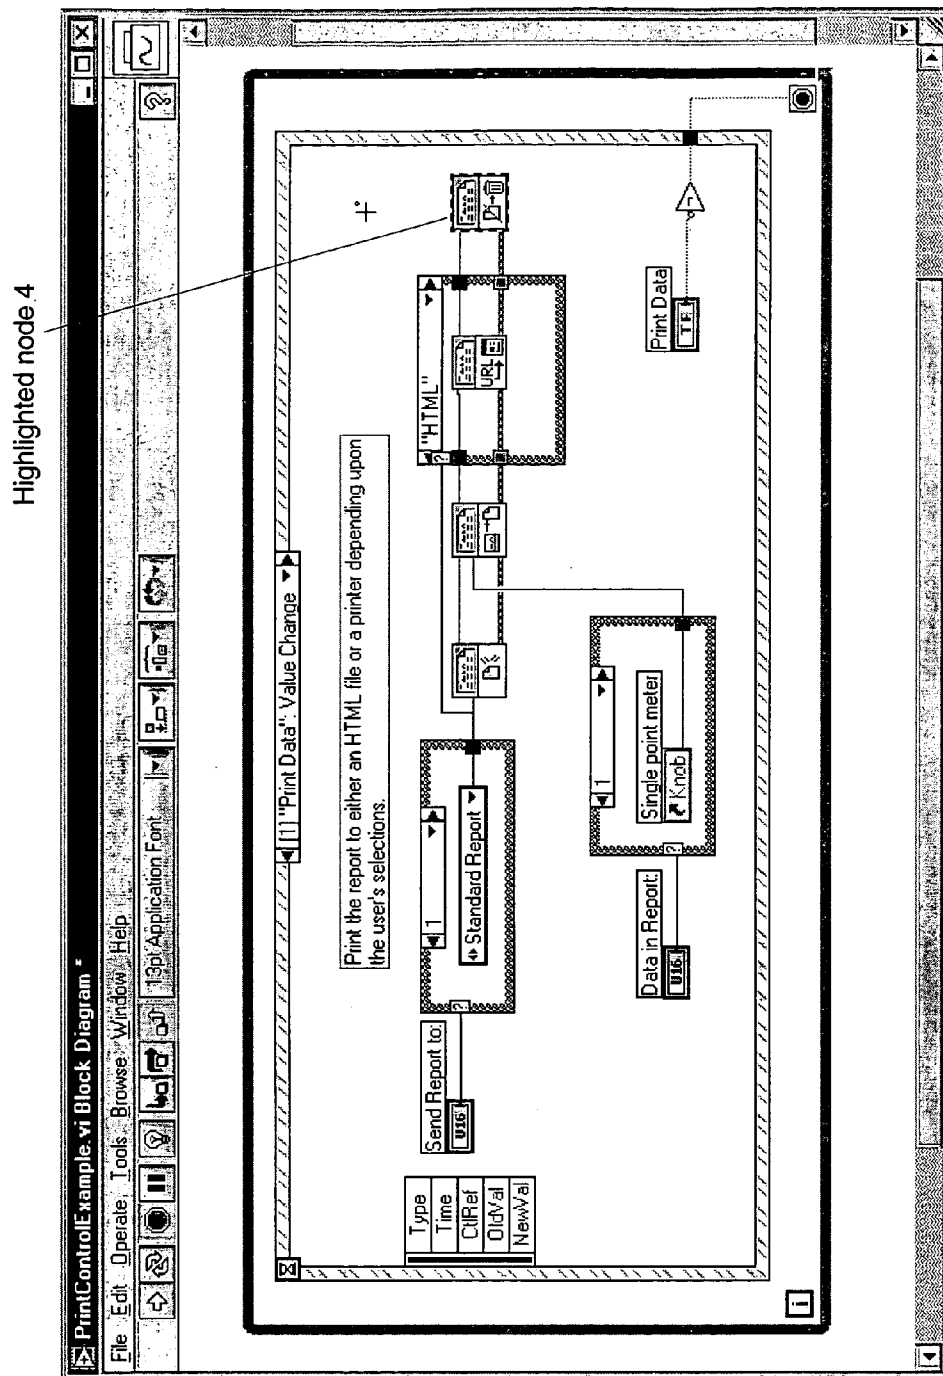 Highlighted node 4
PrintControlExample.vi Block Diagram *
File Edit Operate Tools Browse Window Help
13pt Application Font
?
[1] "Print Data": Value Change
Print the report to either an HTML file or a printer depending upon
the user's selections.
Type
Time
CtlRef
OldVal
NewVal
Send Report to:
U16
?
1
Standard Report
"HTML"
?
URL
Data in Report:
U16
?
1
Single point meter
Knob
Print Data
TF
i